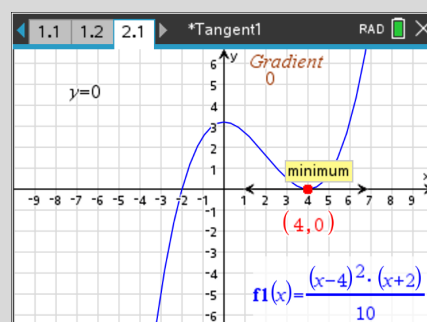 1.1 1.2 2.1 *Tangent1 RAD
y
Gradient
0
y=0
6
5
4
3
2
1
minimum
x
-9 -8 -7 -6 -5 -4 -3 -2 -1 1 2 3 4 5 6 7 8 9
(4,0)
-1
-2
-3
-4
-5
-6
f1(x)=(x-4)²·(x+2)
10